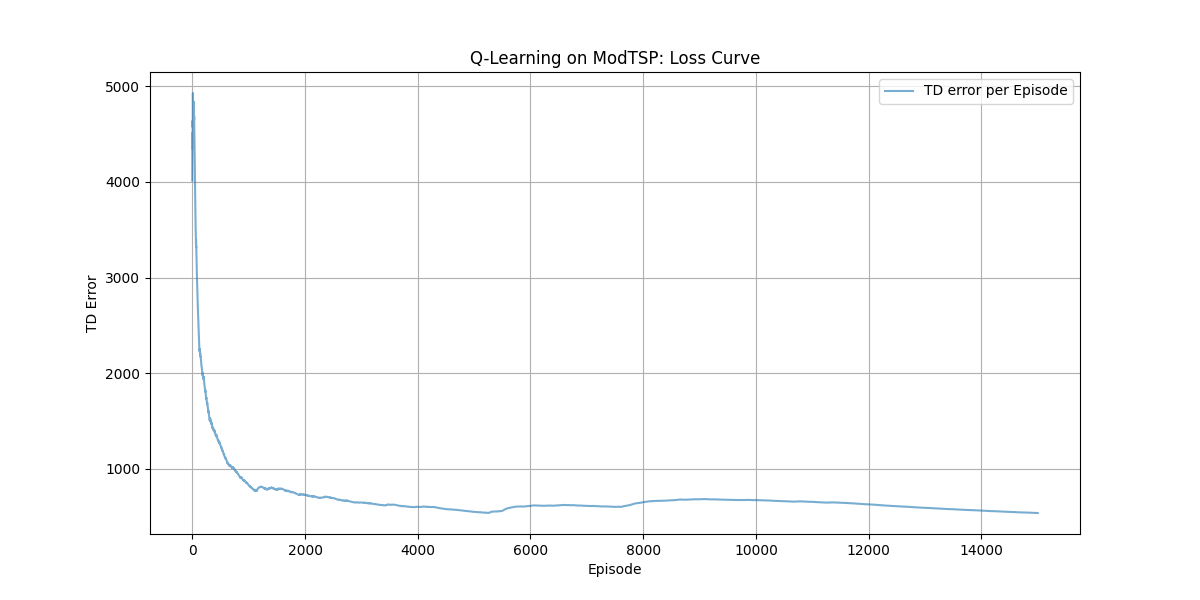 Q-Learning on ModTSP: Loss Curve
TD error per Episode
5000
4000
3000
2000
1000
TD Error
0 2000 4000 6000 8000 10000 12000 14000
Episode